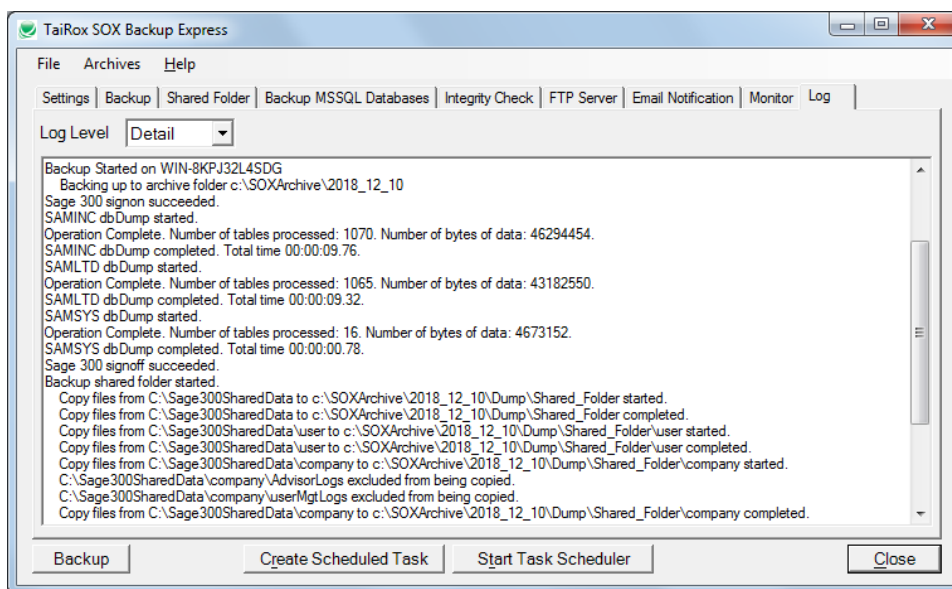 TaiRox SOX Backup Express
File Archives Help
Settings Backup Shared Folder Backup MSSQL Databases Integrity Check FTP Server Email Notification Monitor Log
Log Level Detail
Backup Started on WIN-8KPJ32L4SDG
Backing up to archive folder c:\SOXArchive\2018_12_10
Sage 300 signon succeeded.
SAMINC dbDump started.
Operation Complete. Number of tables processed: 1070. Number of bytes of data: 46294454.
SAMINC dbDump completed. Total time 00:00:09.76.
SAMLTD dbDump started.
Operation Complete. Number of tables processed: 1065. Number of bytes of data: 43182550.
SAMLTD dbDump completed. Total time 00:00:09.32.
SAMSYS dbDump started.
Operation Complete. Number of tables processed: 16. Number of bytes of data: 4673152.
SAMSYS dbDump completed. Total time 00:00:00.78.
Sage 300 signoff succeeded.
Backup shared folder started.
Copy files from C:\Sage300SharedData to c:\SOXArchive\2018_12_10\Dump\Shared_Folder started.
Copy files from C:\Sage300SharedData to c:\SOXArchive\2018_12_10\Dump\Shared_Folder completed.
Copy files from C:\Sage300SharedData\user to c:\SOXArchive\2018_12_10\Dump\Shared_Folder\user started.
Copy files from C:\Sage300SharedData\user to c:\SOXArchive\2018_12_10\Dump\Shared_Folder\user completed.
Copy files from C:\Sage300SharedData\company to c:\SOXArchive\2018_12_10\Dump\Shared_Folder\company started.
C:\Sage300SharedData\company\AdvisorLogs excluded from being copied.
C:\Sage300SharedData\company\userMgtLogs excluded from being copied.
Copy files from C:\Sage300SharedData\company to c:\SOXArchive\2018_12_10\Dump\Shared_Folder\company completed.
Backup Create Scheduled Task Start Task Scheduler Close